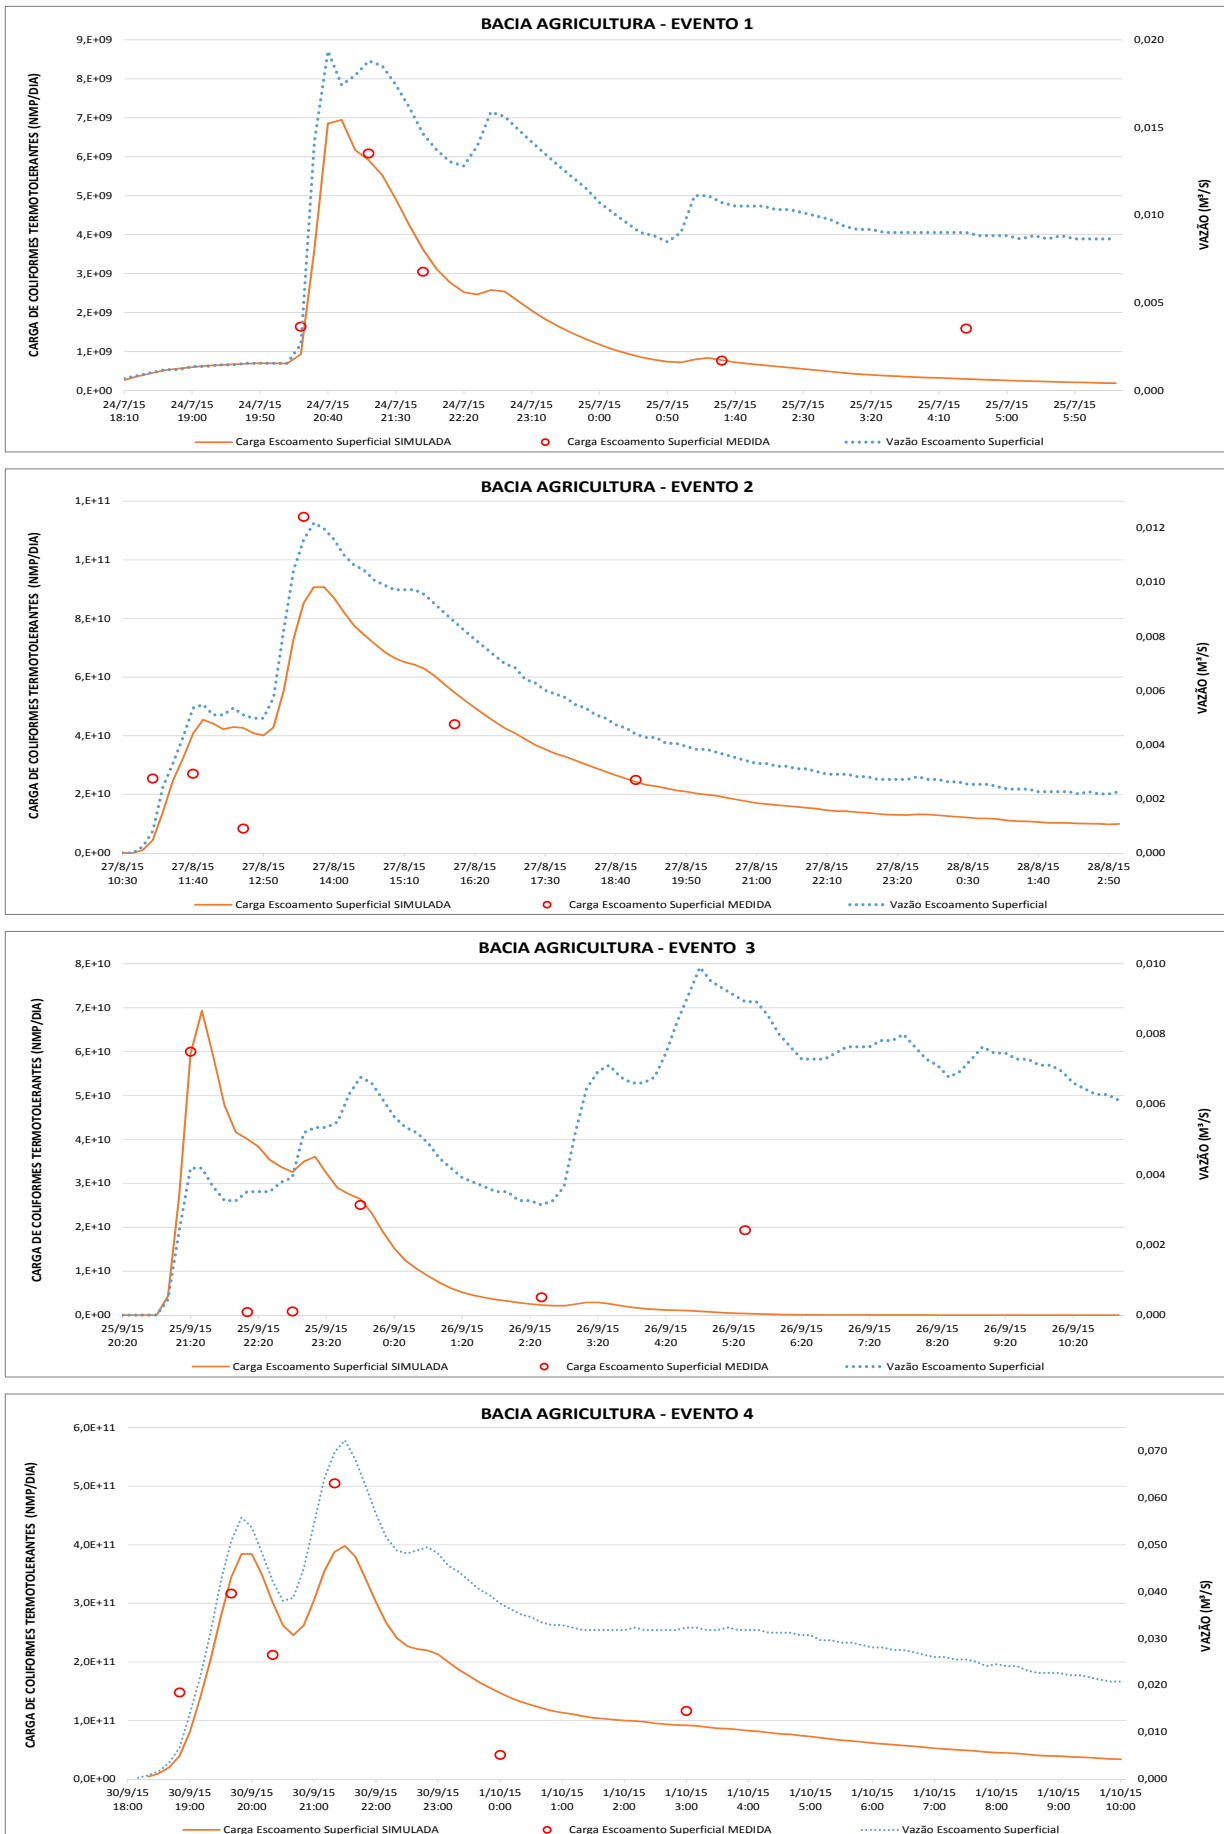 BACIA AGRICULTURA - EVENTO 1
CARGA DE COLIFORMES TERMOTOLERANTES (NMP/DIA)
9,E+09
8,E+09
7,E+09
6,E+09
5,E+09
4,E+09
3,E+09
2,E+09
1,E+09
0,E+00
0,020
0,015
0,010
0,005
0,000
VAZÃO (M³/S)
24/7/15 24/7/15 24/7/15 24/7/15 24/7/15 24/7/15 24/7/15 25/7/15 25/7/15 25/7/15 25/7/15 25/7/15 25/7/15 25/7/15 25/7/15
18:10 19:00 19:50 20:40 21:30 22:20 23:10 0:00 0:50 1:40 2:30 3:20 4:10 5:00 5:50
Carga Escoamento Superficial SIMULADA Carga Escoamento Superficial MEDIDA Vazão Escoamento Superficial
BACIA AGRICULTURA - EVENTO 2
CARGA DE COLIFORMES TERMOTOLERANTES (NMP/DIA)
1,E+11
1,E+11
8,E+10
6,E+10
4,E+10
2,E+10
0,E+00
0,012
0,010
0,008
0,006
0,004
0,002
0,000
VAZÃO (M³/S)
27/8/15 27/8/15 27/8/15 27/8/15 27/8/15 27/8/15 27/8/15 27/8/15 27/8/15 27/8/15 27/8/15 27/8/15 28/8/15 28/8/15 28/8/15
10:30 11:40 12:50 14:00 15:10 16:20 17:30 18:40 19:50 21:00 22:10 23:20 0:30 1:40 2:50
Carga Escoamento Superficial SIMULADA Carga Escoamento Superficial MEDIDA Vazão Escoamento Superficial
BACIA AGRICULTURA - EVENTO 3
CARGA DE COLIFORMES TERMOTOLERANTES (NMP/DIA)
8,E+10
7,E+10
6,E+10
5,E+10
4,E+10
3,E+10
2,E+10
1,E+10
0,E+00
0,010
0,008
0,006
0,004
0,002
0,000
VAZÃO (M³/S)
25/9/15 25/9/15 25/9/15 25/9/15 26/9/15 26/9/15 26/9/15 26/9/15 26/9/15 26/9/15 26/9/15 26/9/15 26/9/15 26/9/15 26/9/15
20:20 21:20 22:20 23:20 0:20 1:20 2:20 3:20 4:20 5:20 6:20 7:20 8:20 9:20 10:20
Carga Escoamento Superficial SIMULADA Carga Escoamento Superficial MEDIDA Vazão Escoamento Superficial
BACIA AGRICULTURA - EVENTO 4
CARGA DE COLIFORMES TERMOTOLERANTES (NMP/DIA)
6,0E+11
5,0E+11
4,0E+11
3,0E+11
2,0E+11
1,0E+11
0,0E+00
0,070
0,060
0,050
0,040
0,030
0,020
0,010
0,000
VAZÃO (M³/S)
30/9/15 30/9/15 30/9/15 30/9/15 30/9/15 30/9/15 1/10/15 1/10/15 1/10/15 1/10/15 1/10/15 1/10/15 1/10/15 1/10/15 1/10/15 1/10/15 1/10/15
18:00 19:00 20:00 21:00 22:00 23:00 0:00 1:00 2:00 3:00 4:00 5:00 6:00 7:00 8:00 9:00 10:00
Carga Escoamento Superficial SIMULADA Carga Escoamento Superficial MEDIDA Vazão Escoamento Superficial